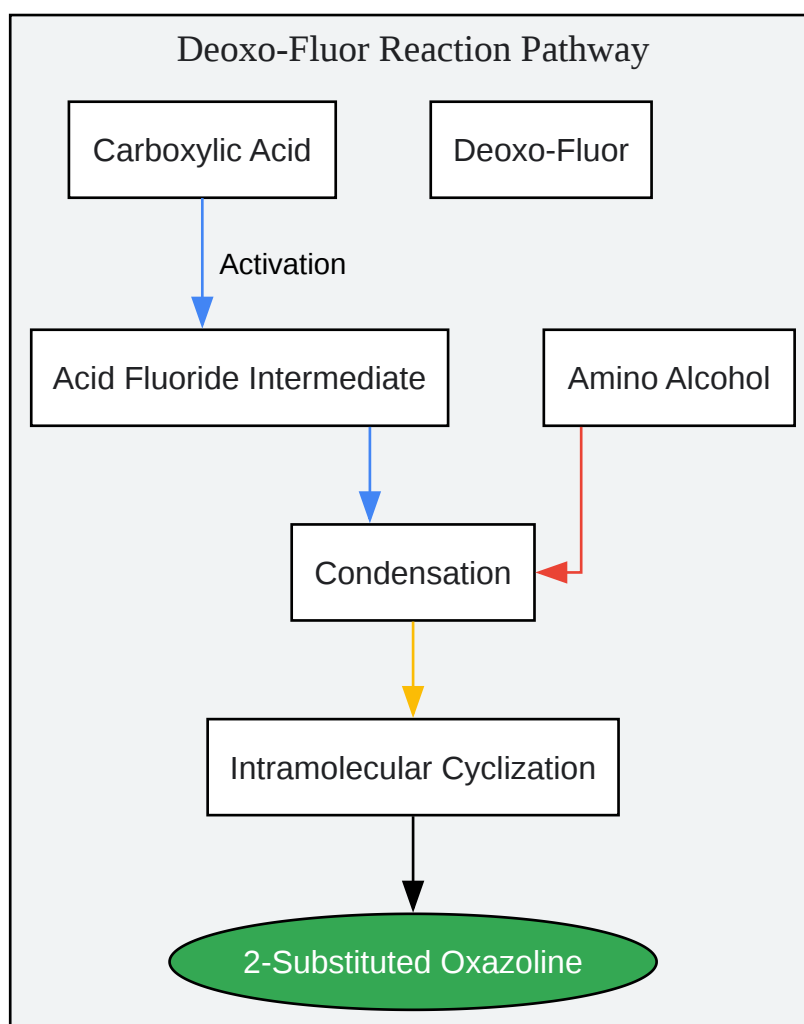 Deoxo-Fluor Reaction Pathway
Carboxylic Acid
Deoxo-Fluor
Activation
Acid Fluoride Intermediate
Amino Alcohol
Condensation
Intramolecular Cyclization
2-Substituted Oxazoline